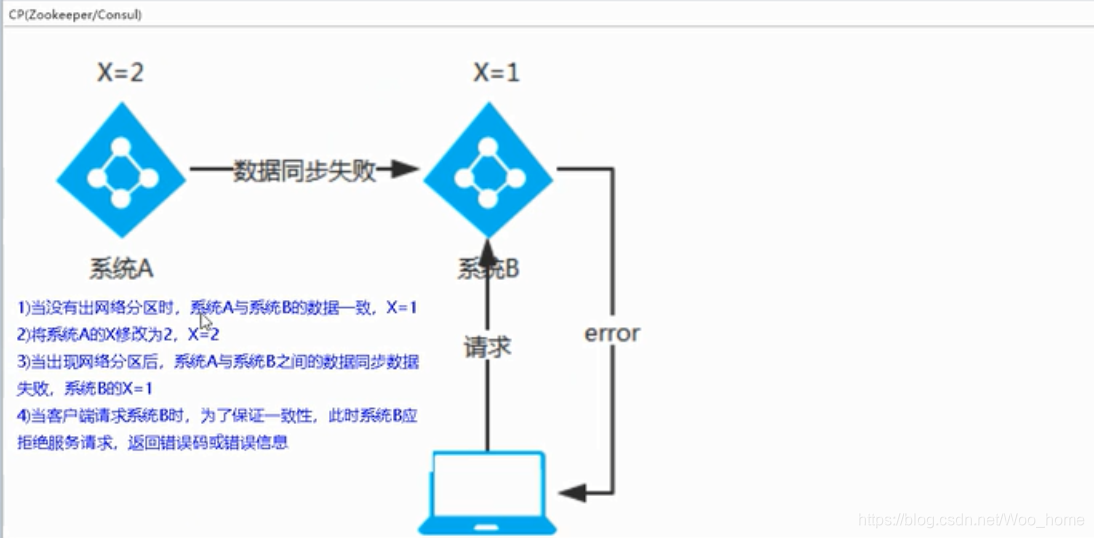 CP(Zookeeper/Consul)
X=2
X=1
数据同步失败
系统A
系统B
1)当没有出网络分区时，系统A与系统B的数据一致，X=1
2)将系统A的X修改为2，X=2
3)当出现网络分区后，系统A与系统B之间的数据同步数据
失败，系统B的X=1
4)当客户端请求系统B时，为了保证一致性，此时系统B应
拒绝服务请求，返回错误码或错误信息
请求
error
https://blog.csdn.net/Woo_home